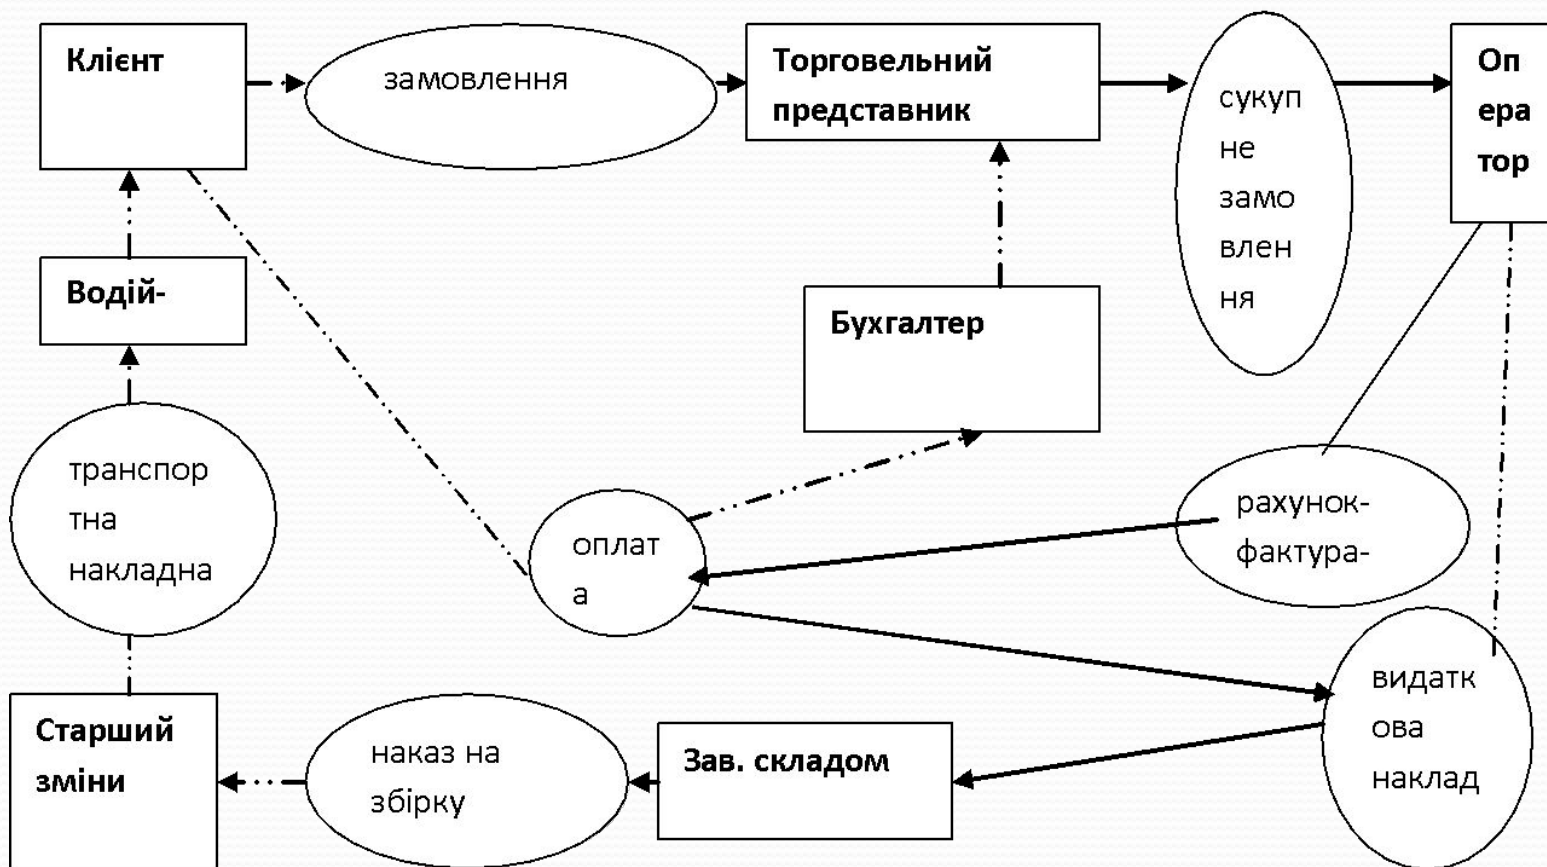 Клієнт
замовлення
Торговельний
представник
сукуп
не
замо
влен
ня
Оп
ера
тор
Водій-
Бухгалтер
транспор
тна
накладна
оплат
а
рахунок-
фактура-
Старший
зміни
наказ на
збірку
Зав. складом
видатк
ова
наклад